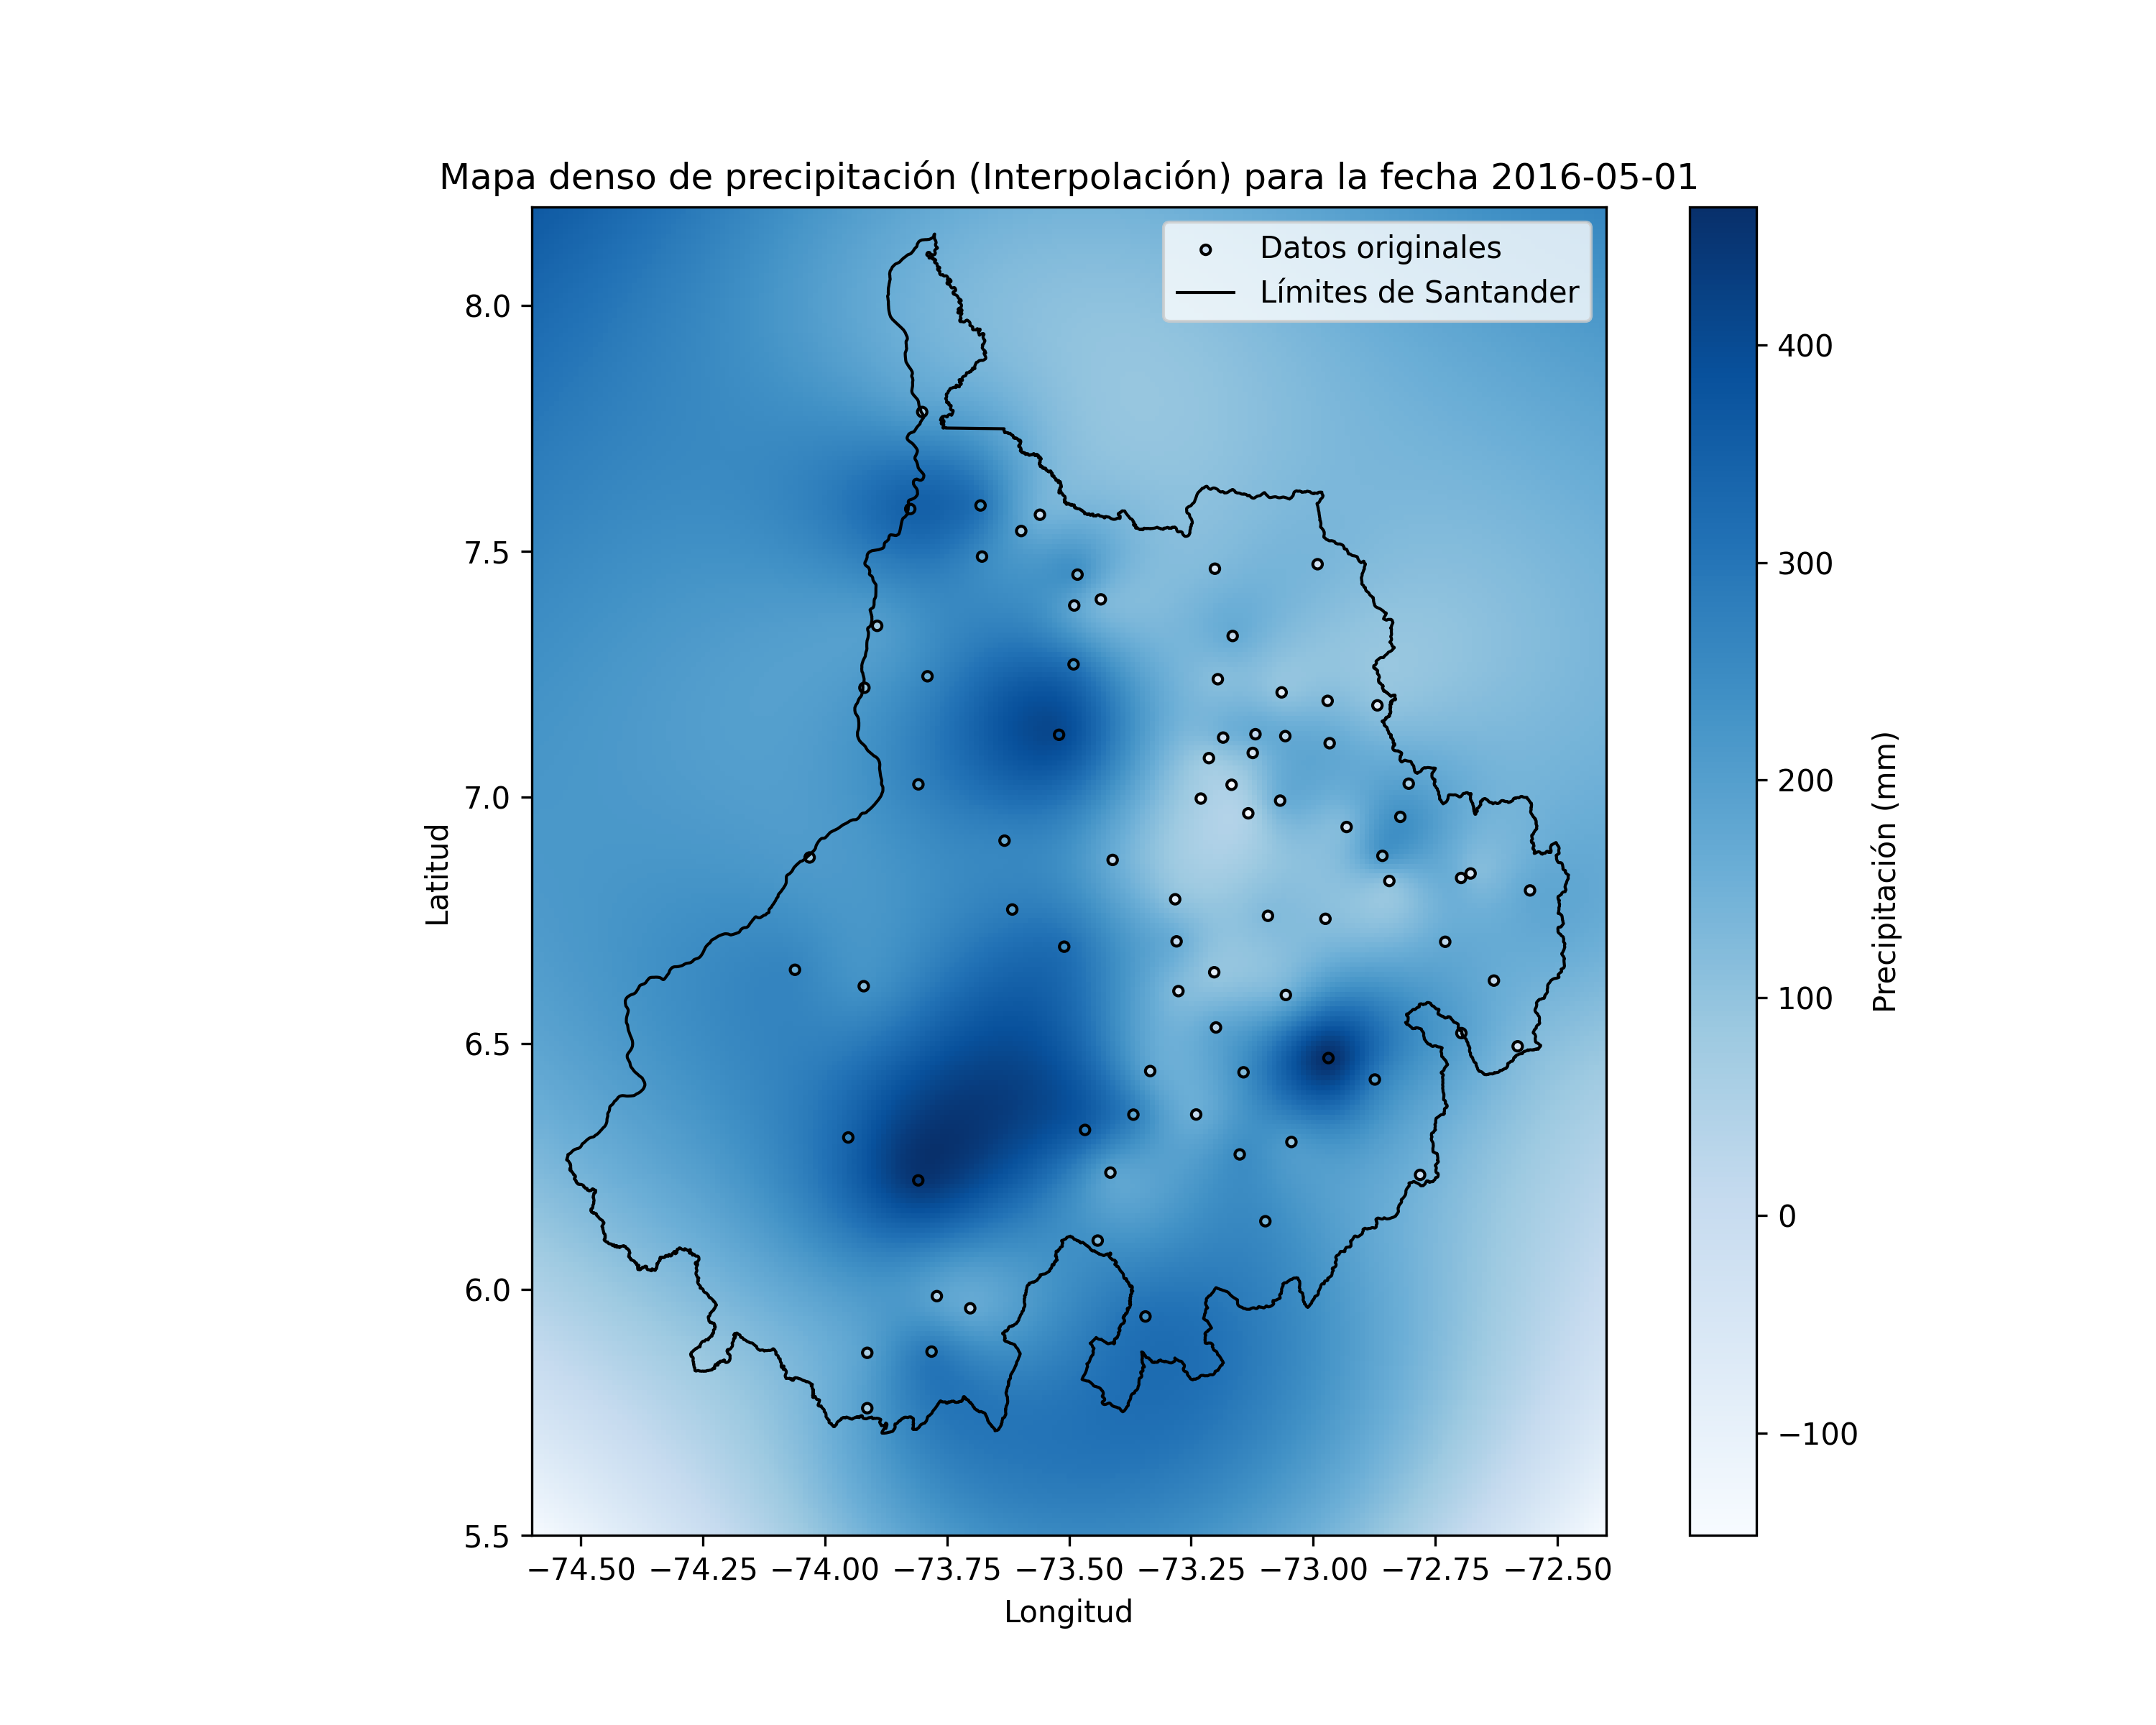 Mapa denso de precipitación (Interpolación) para la fecha 2016-05-01
Datos originales
Límites de Santander
8.0
7.5
7.0
6.5
6.0
5.5
Latitud
−74.50 −74.25 −74.00 −73.75 −73.50 −73.25 −73.00 −72.75 −72.50
Longitud
400
300
200
100
0
−100
Precipitación (mm)